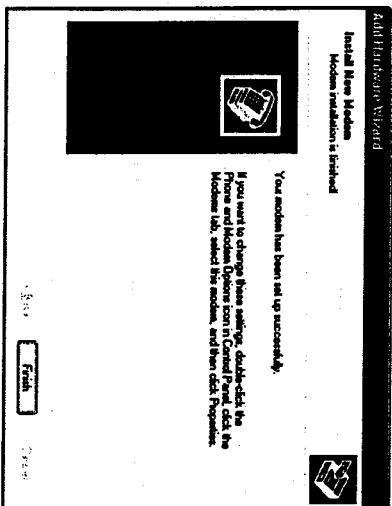 Add Hardware Wizard
Install New Modem
Modem installation is finished!
Your modem has been set up successfully.
If you want to change these settings, double-click the
Phone and Modem Options icon in Control Panel, click the
Modems tab, select this modem, and then click Properties.
< Back
Finish
Cancel